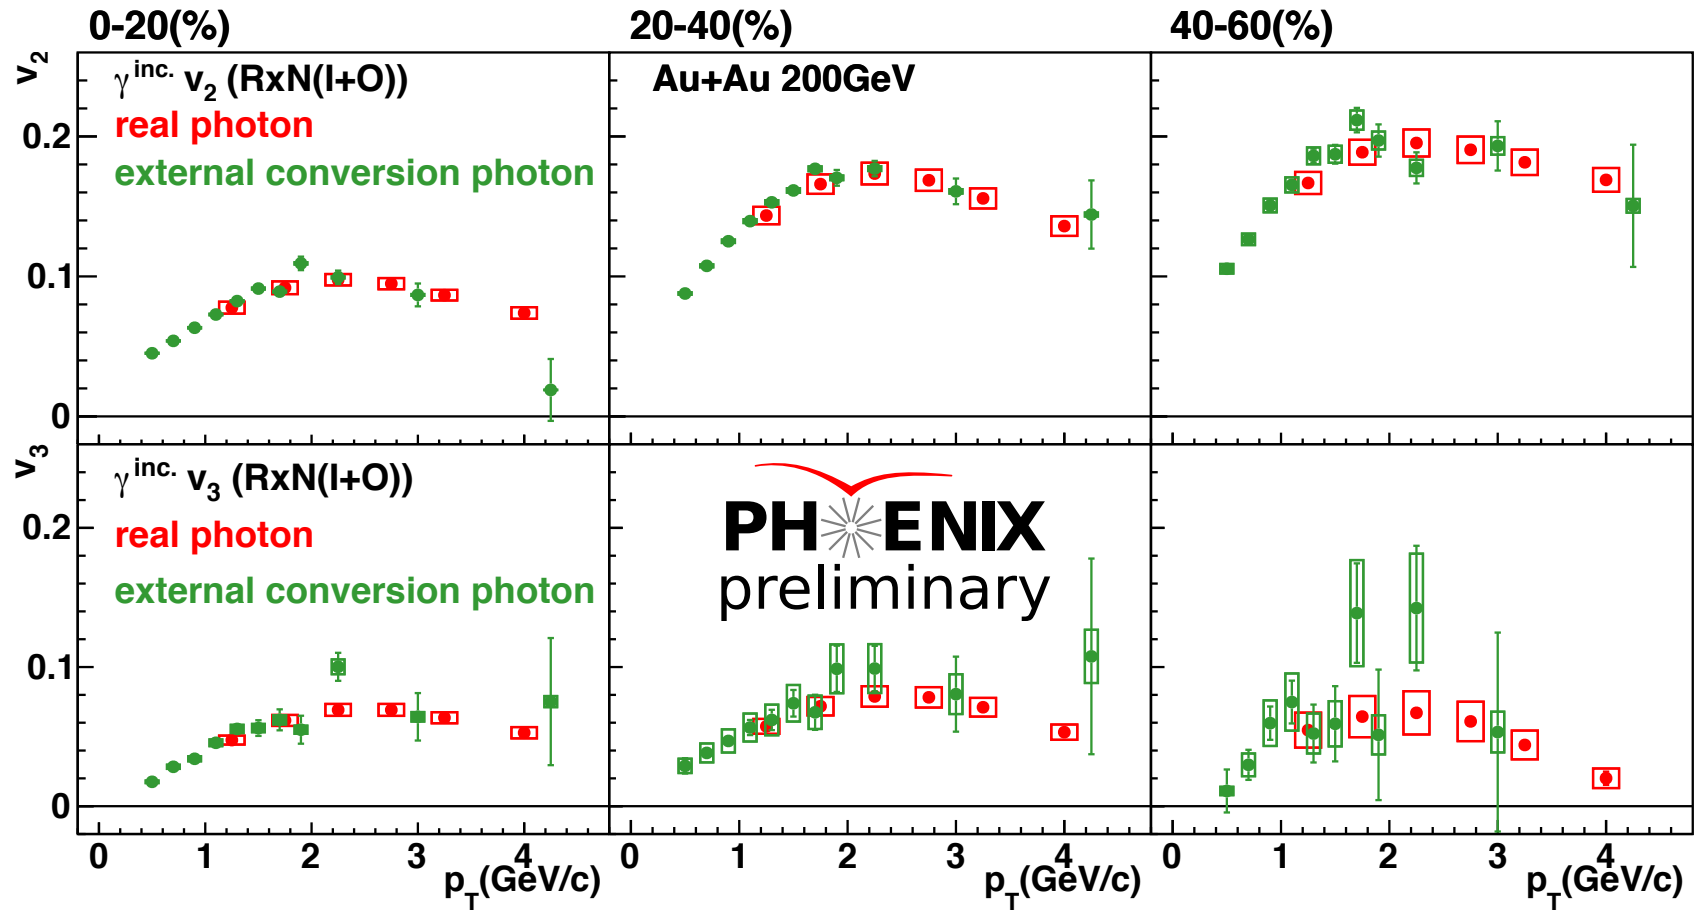 0-20(%) 20-40(%) 40-60(%)
v2
γ inc. v2 (RxN(I+O))
real photon
external conversion photon
Au+Au 200GeV
0.2
0.1
0
v3
γ inc. v3 (RxN(I+O))
real photon
external conversion photon
PHENIX
preliminary
0.2
0.1
0
0 1 2 3 4 0 1 2 3 4 0 1 2 3 4
pT(GeV/c) pT(GeV/c) pT(GeV/c)